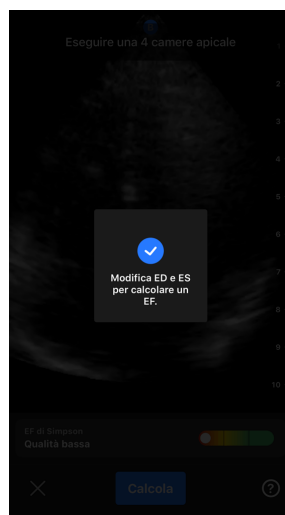 Eseguire una 4 camere apicale
2
3
4
5
6
7
8
9
10
Modifica ED e ES
per calcolare un
EF.
EF di Simpson
Qualità bassa
Calcola
?